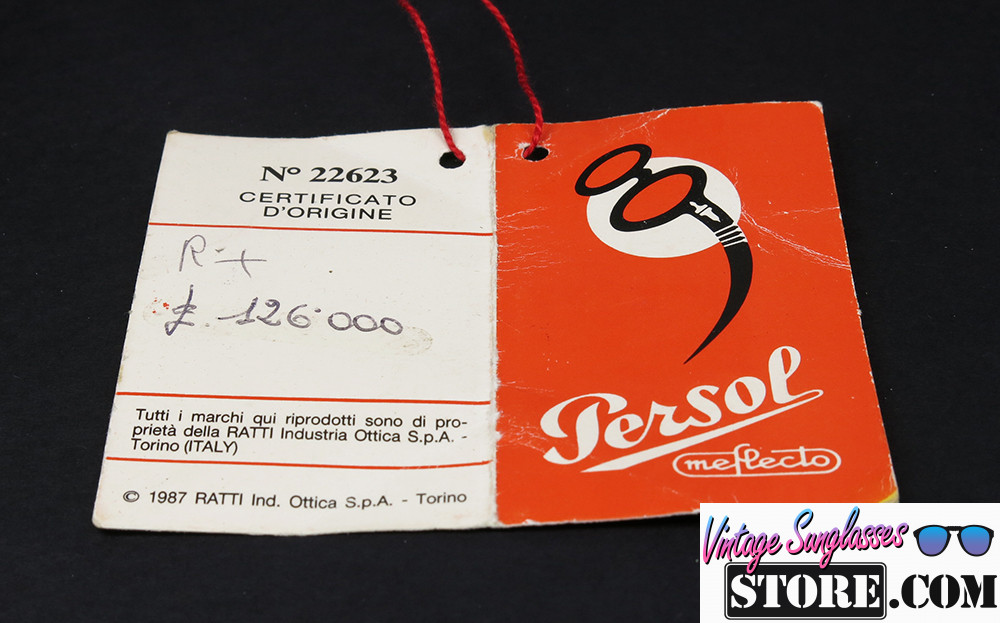 Nº 22623
CERTIFICATO
D'ORIGINE
£ 126.000
Tutti i marchi qui riprodotti sono di pro-
prietà della RATTI Industria Ottica S.p.A. -
Torino (ITALY)
© 1987 RATTI Ind. Ottica S.p.A. - Torino
Persol
meflecto
Vintage Sunglasses
STORE.COM